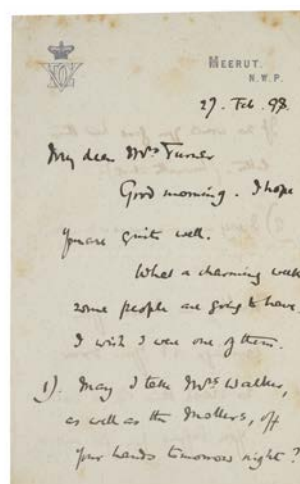 MEERUT.
N.W.P.
27. Feb. 98.
My dear Mrs Turner
Good morning. I hope
you are quite well.
What a charming week
some people are going to have,
I wish I were one of them.
1). May I take Mrs Walker,
as well as the Mellors, off
your hands tomorrow night?